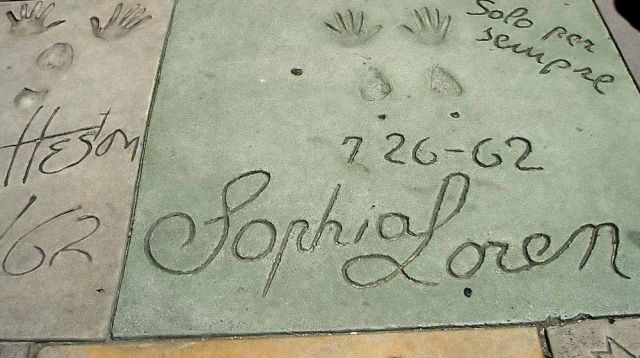 Solo per
sempre
7 26-62
Sophia Loren
Heston
'62